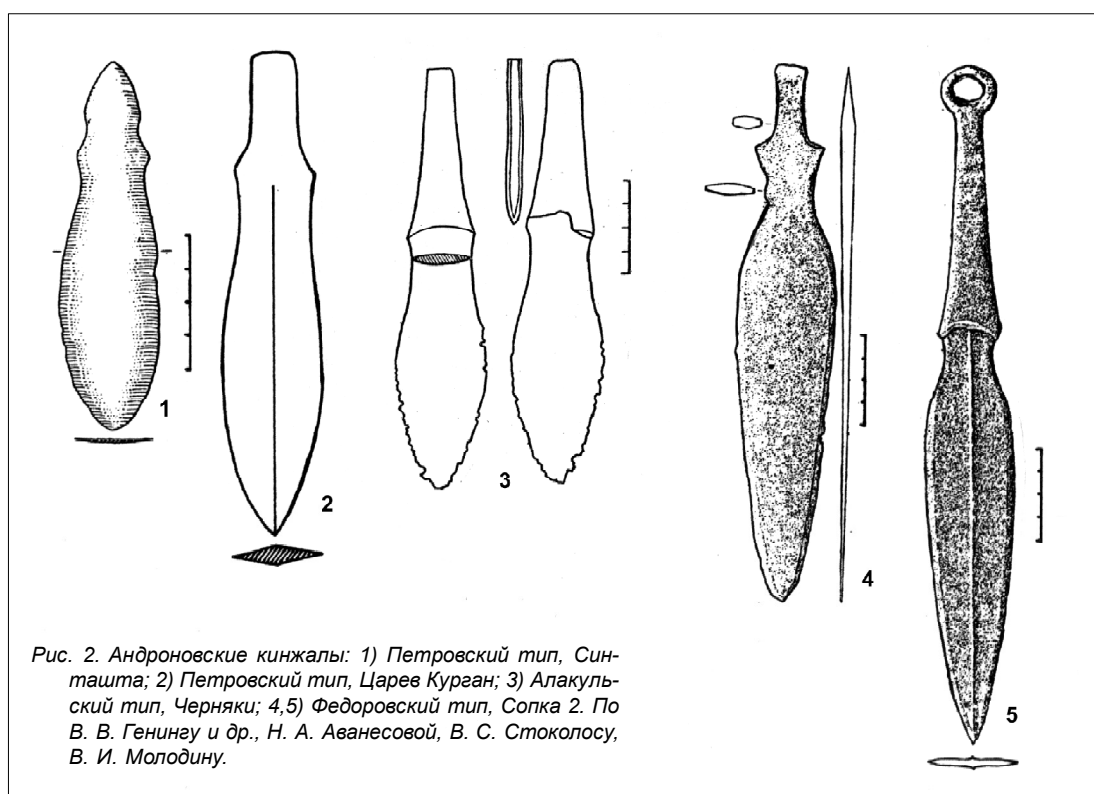 1
2
3
4
5
Рис. 2. Андроновские кинжалы: 1) Петровский тип, Син-
ташта; 2) Петровский тип, Царев Курган; 3) Алакуль-
ский тип, Черняки; 4,5) Федоровский тип, Сопка 2. По
В. В. Генингу и др., Н. А. Аванесовой, В. С. Стоколосу,
В. И. Молодину.